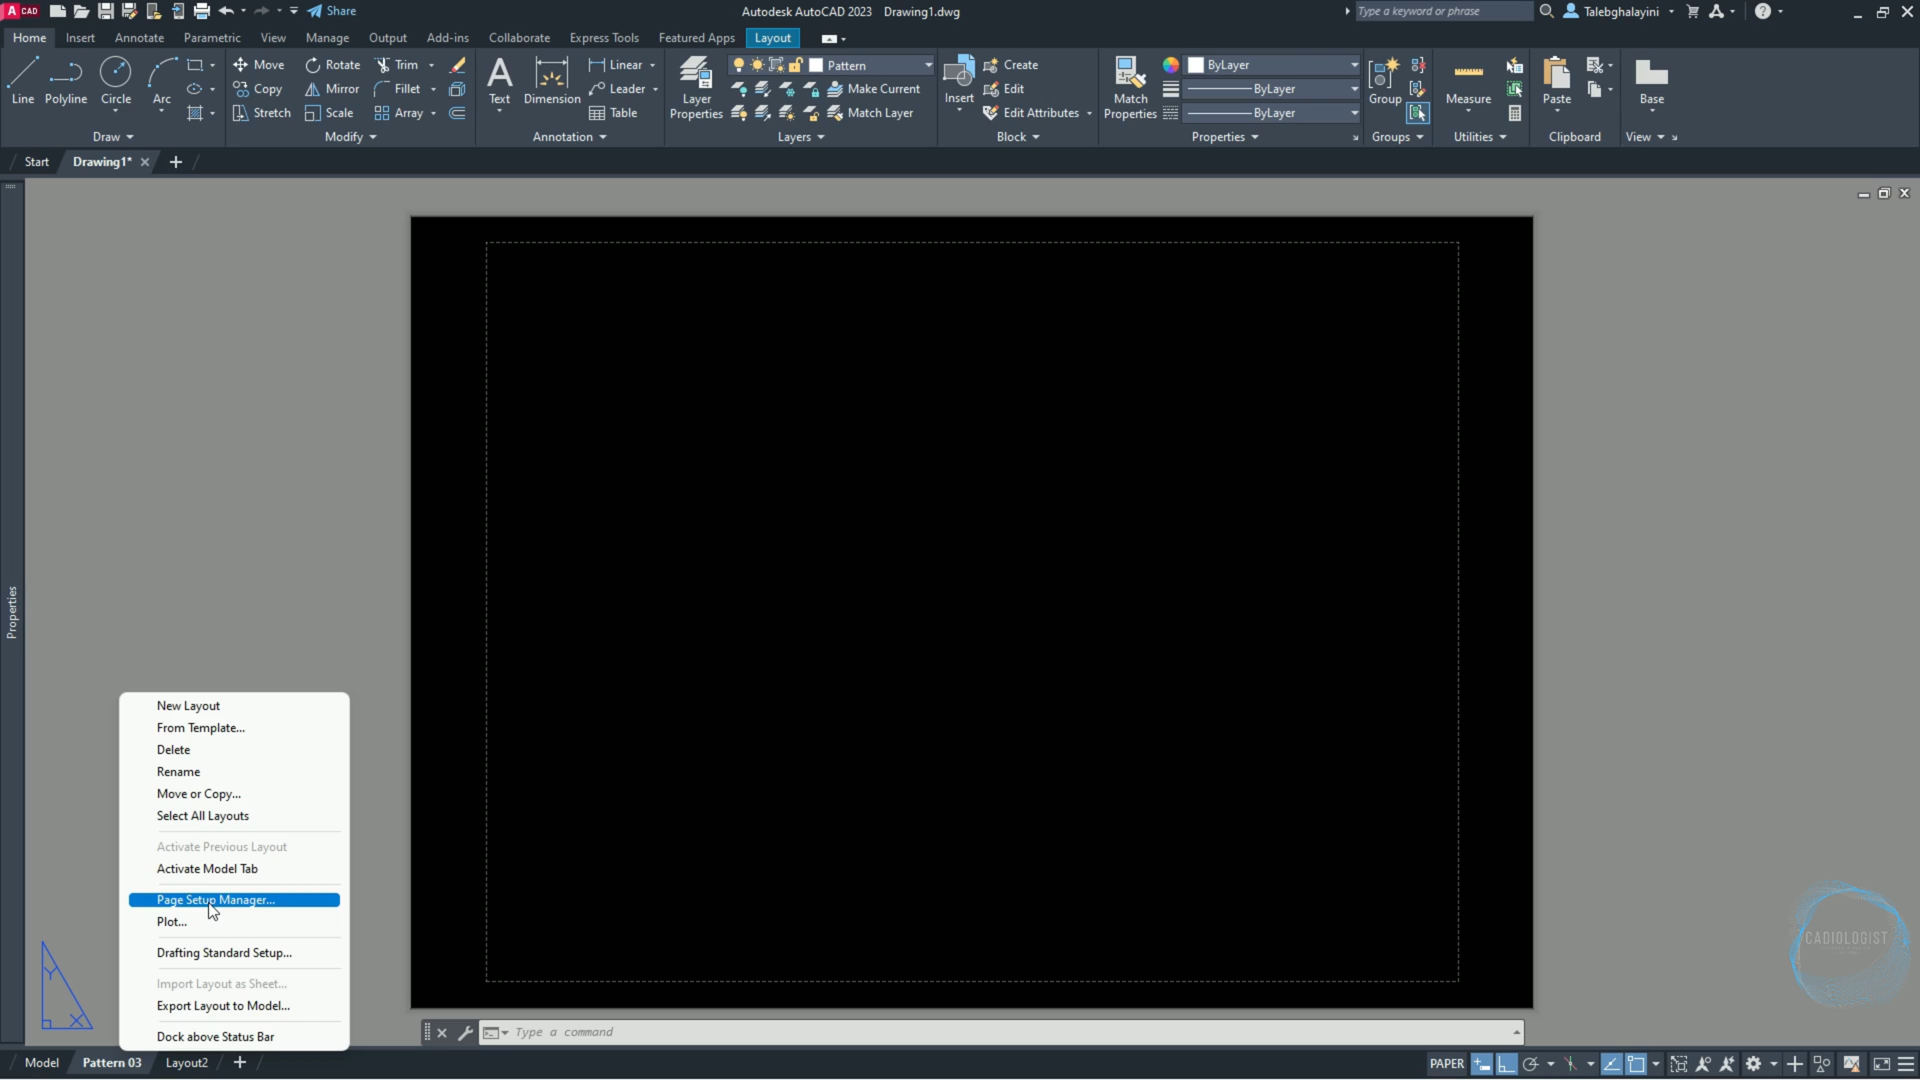 A CAD
Share
Autodesk AutoCAD 2023 Drawing1.dwg
Type a keyword or phrase
Talebghalayini
Home Insert Annotate Parametric View Manage Output Add-ins Collaborate Express Tools Featured Apps Layout
Line Polyline Circle Arc
Move Rotate Trim
Copy Mirror Fillet
Stretch Scale Array
Text Dimension
Linear
Leader
Table
Layer Properties
Pattern
Make Current
Match Layer
Insert
Create
Edit
Edit Attributes
Match Properties
ByLayer
ByLayer
ByLayer
Group
Measure
Paste
Base
Draw Modify Annotation Layers Block Properties Groups Utilities Clipboard View
Start Drawing1*
Properties
New Layout
From Template...
Delete
Rename
Move or Copy...
Select All Layouts
Activate Previous Layout
Activate Model Tab
Page Setup Manager...
Plot...
Drafting Standard Setup...
Import Layout as Sheet...
Export Layout to Model...
Dock above Status Bar
Y
X
CADIOLOGIST
Type a command
Model Pattern 03 Layout2
PAPER